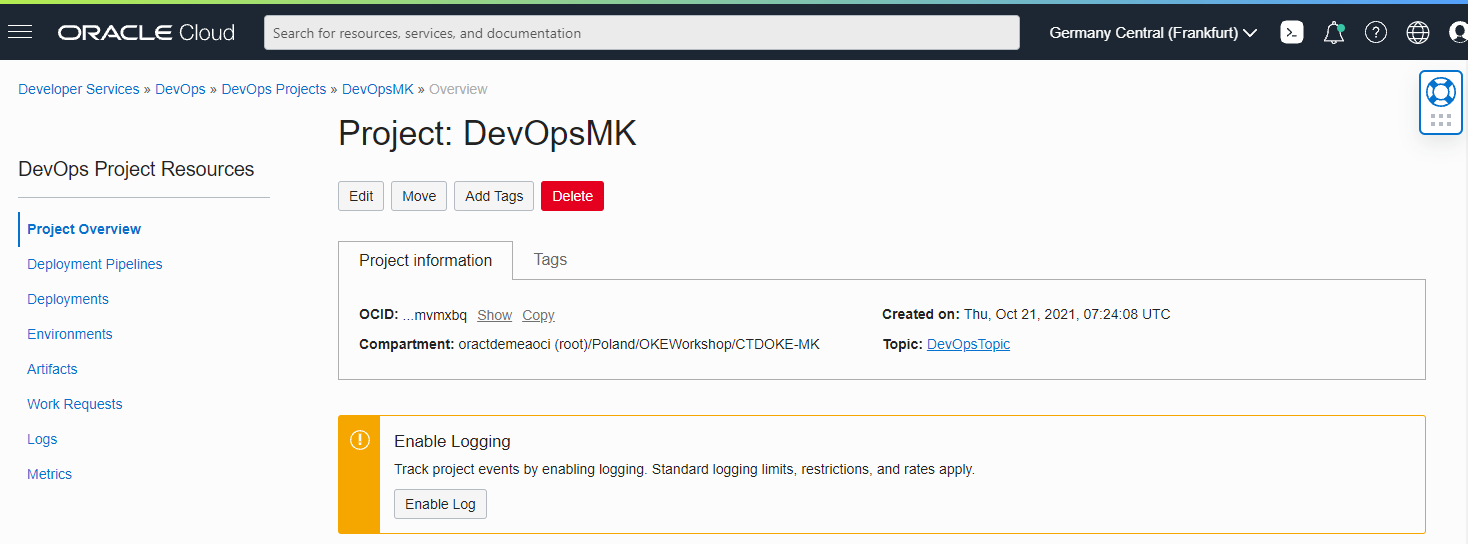 ORACLE Cloud
Search for resources, services, and documentation
Germany Central (Frankfurt)
Developer Services » DevOps » DevOps Projects » DevOpsMK » Overview
Project: DevOpsMK
DevOps Project Resources
Edit
Move
Add Tags
Delete
Project Overview
Deployment Pipelines
Deployments
Environments
Artifacts
Work Requests
Logs
Metrics
Project information
Tags
OCID: ...mvmxbq Show Copy
Compartment: oractdemeaoci (root)/Poland/OKEWorkshop/CTDOKE-MK
Created on: Thu, Oct 21, 2021, 07:24:08 UTC
Topic: DevOpsTopic
Enable Logging
Track project events by enabling logging. Standard logging limits, restrictions, and rates apply.
Enable Log